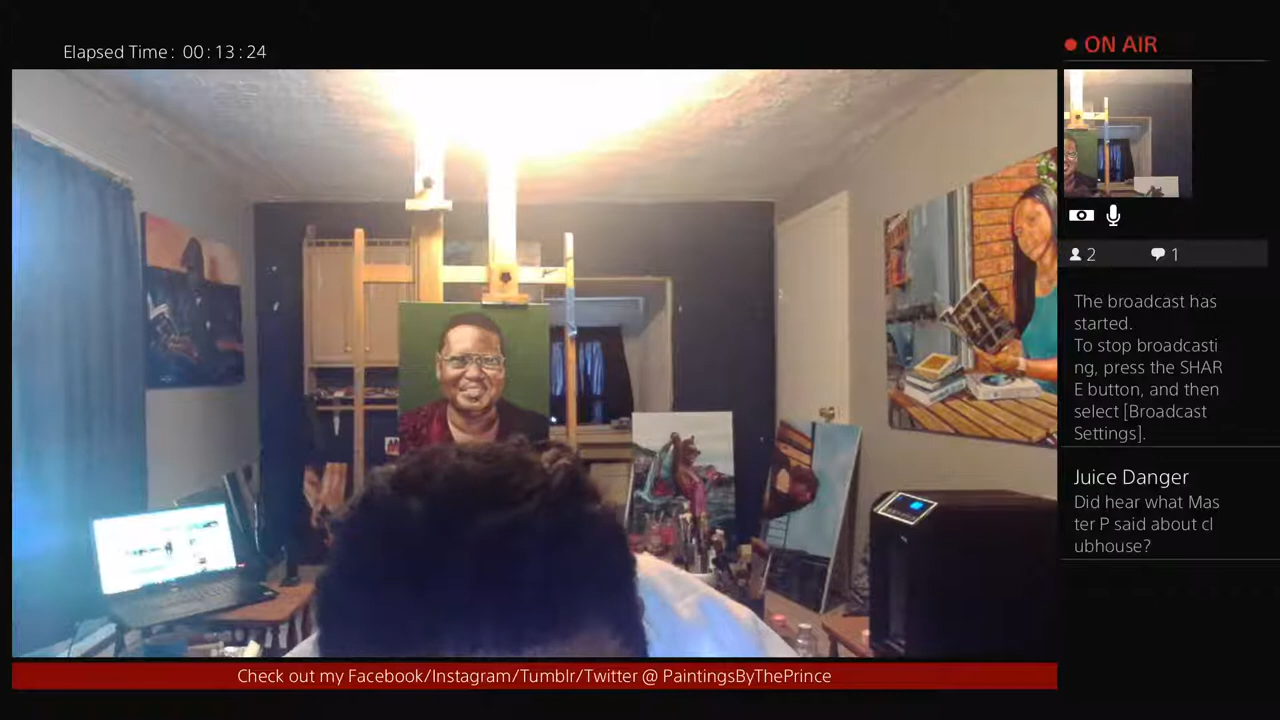 Elapsed Time: 00:13:24
ON AIR
2
1
The broadcast has
started.
To stop broadcasti
ng, press the SHAR
E button, and then
select [Broadcast
Settings].
Juice Danger
Did hear what Mas
ter P said about cl
ubhouse?
Check out my Facebook/Instagram/Tumblr/Twitter @ PaintingsByThePrince